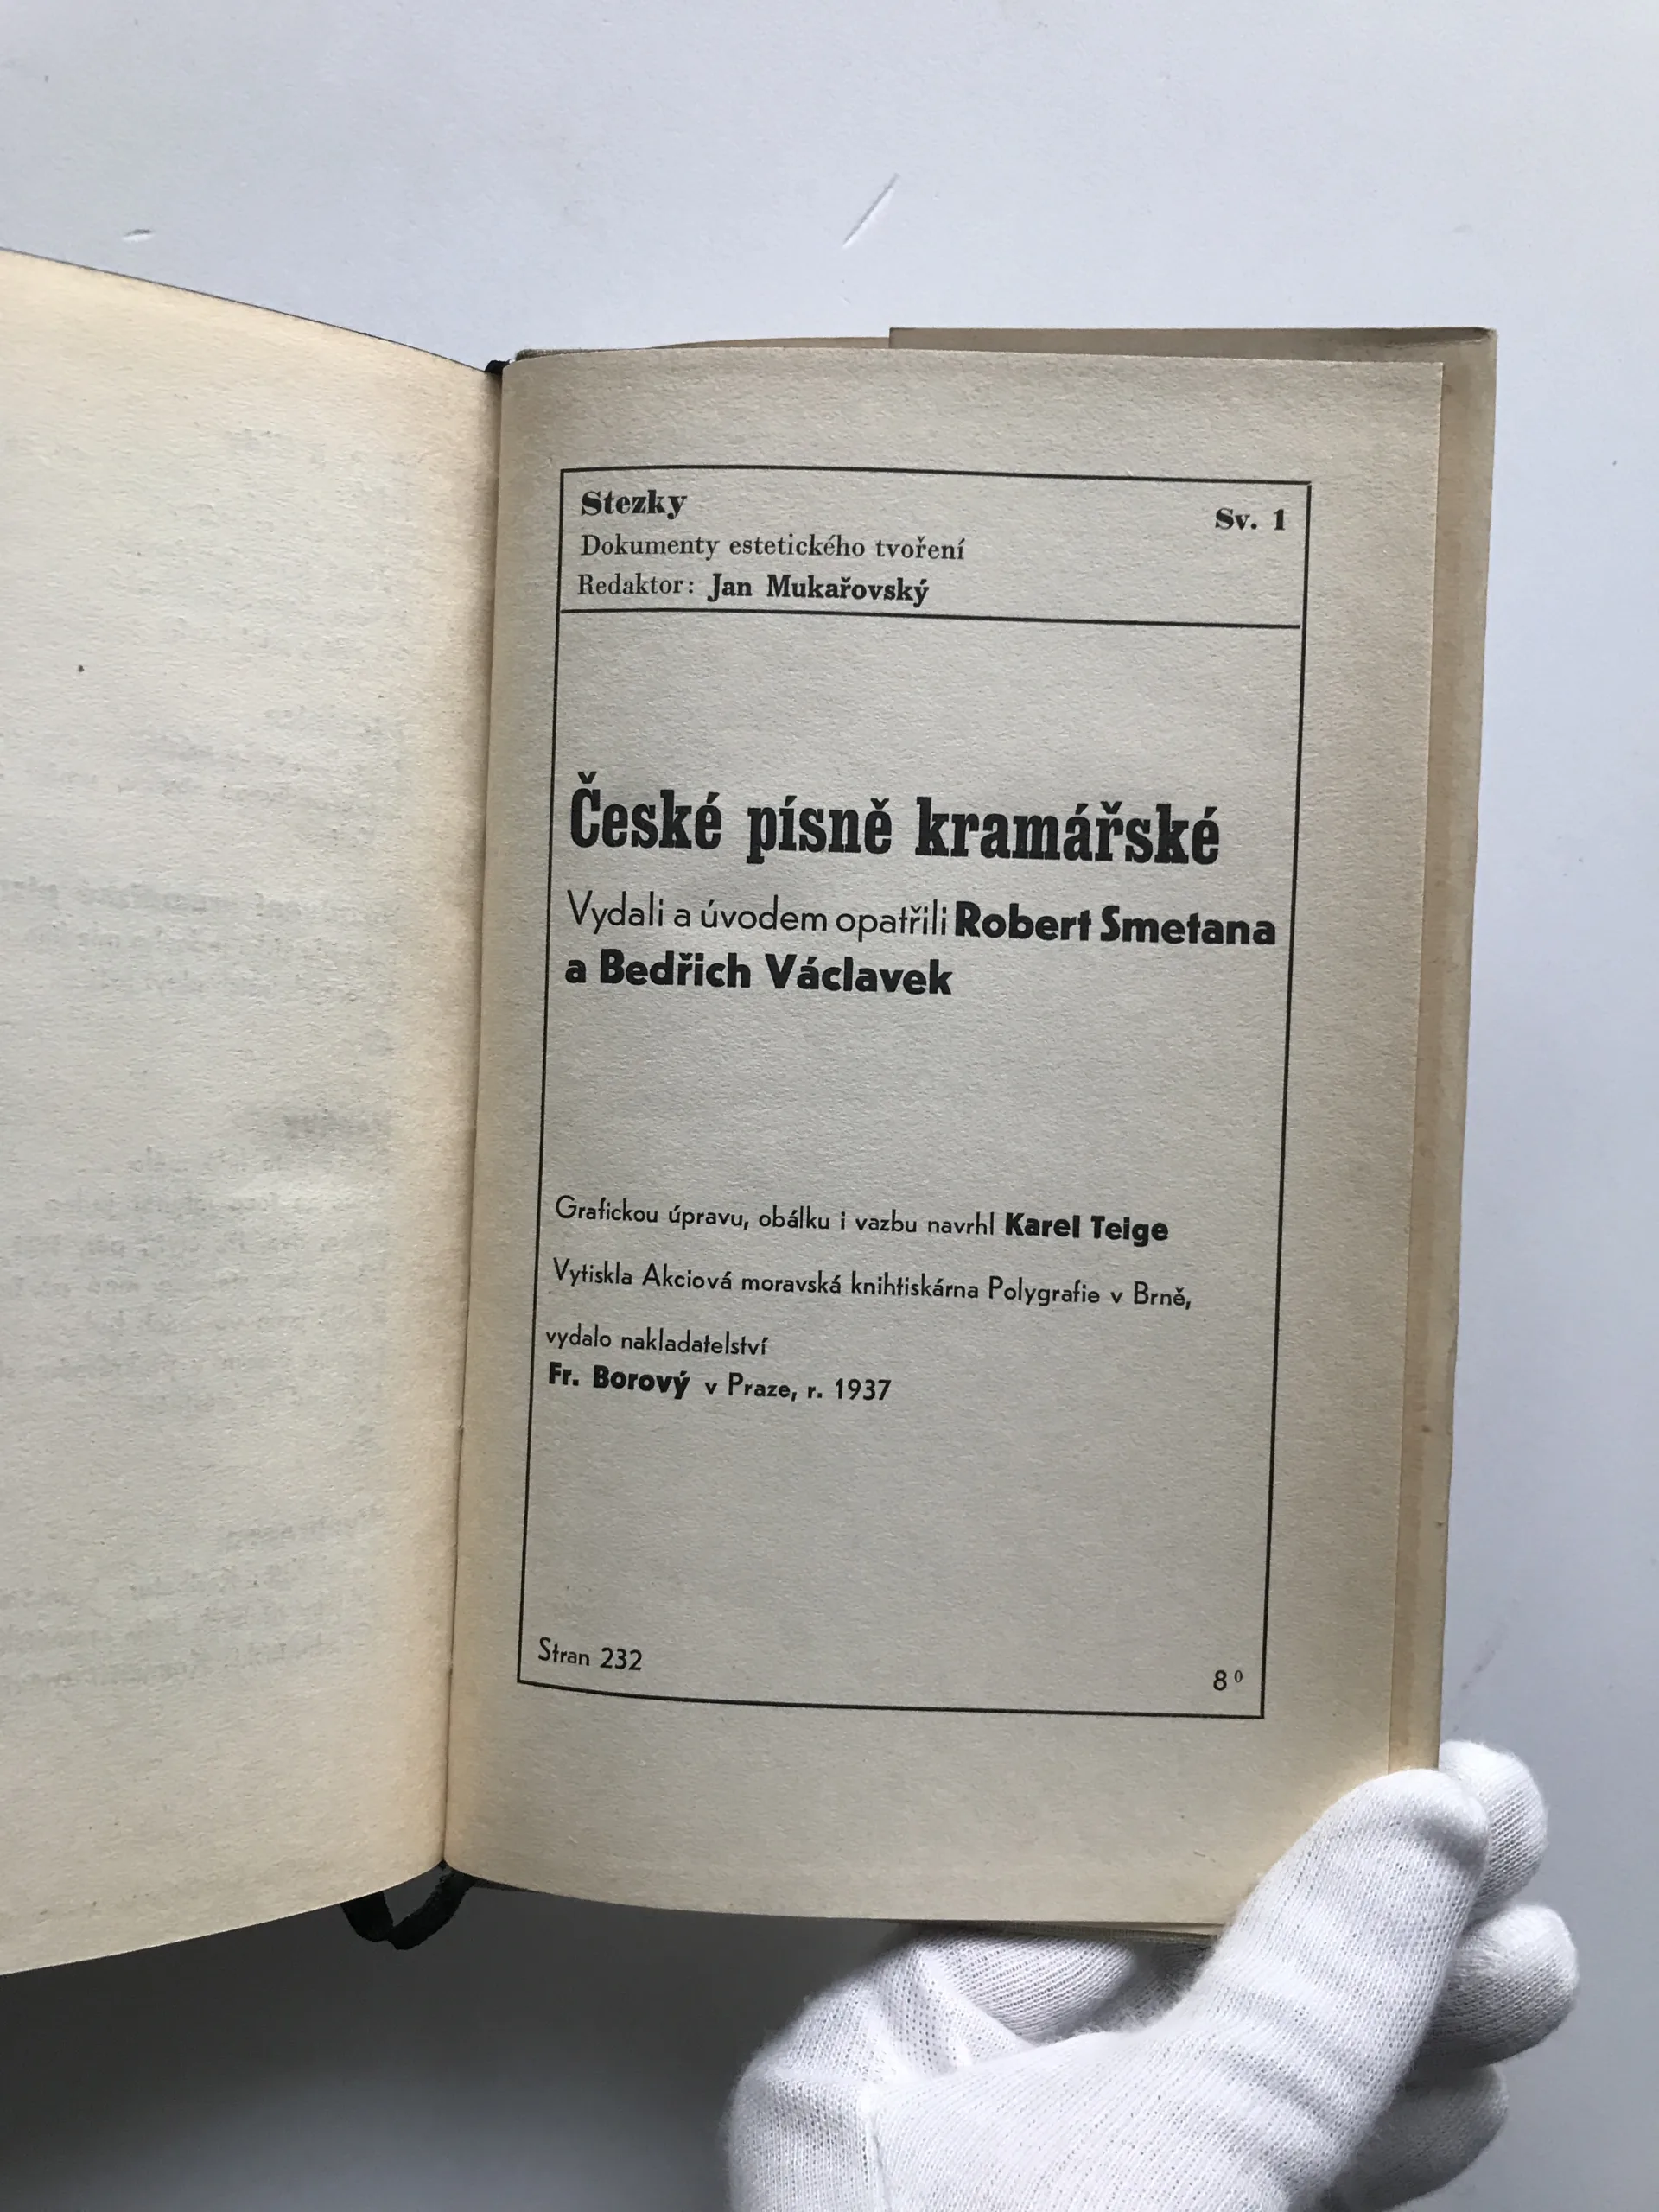 Stezky
Sv. 1
Dokumenty estetického tvoření
Redaktor: Jan Mukařovský
České písně kramářské
Vydali a úvodem opatřili Robert Smetana
a Bedřich Václavek
Grafickou úpravu, obálku i vazbu navrhl Karel Teige
Vytiskla Akciová moravská knihtiskárna Polygrafie v Brně,
vydalo nakladatelství
Fr. Borový v Praze, r. 1937
Stran 232
8⁰